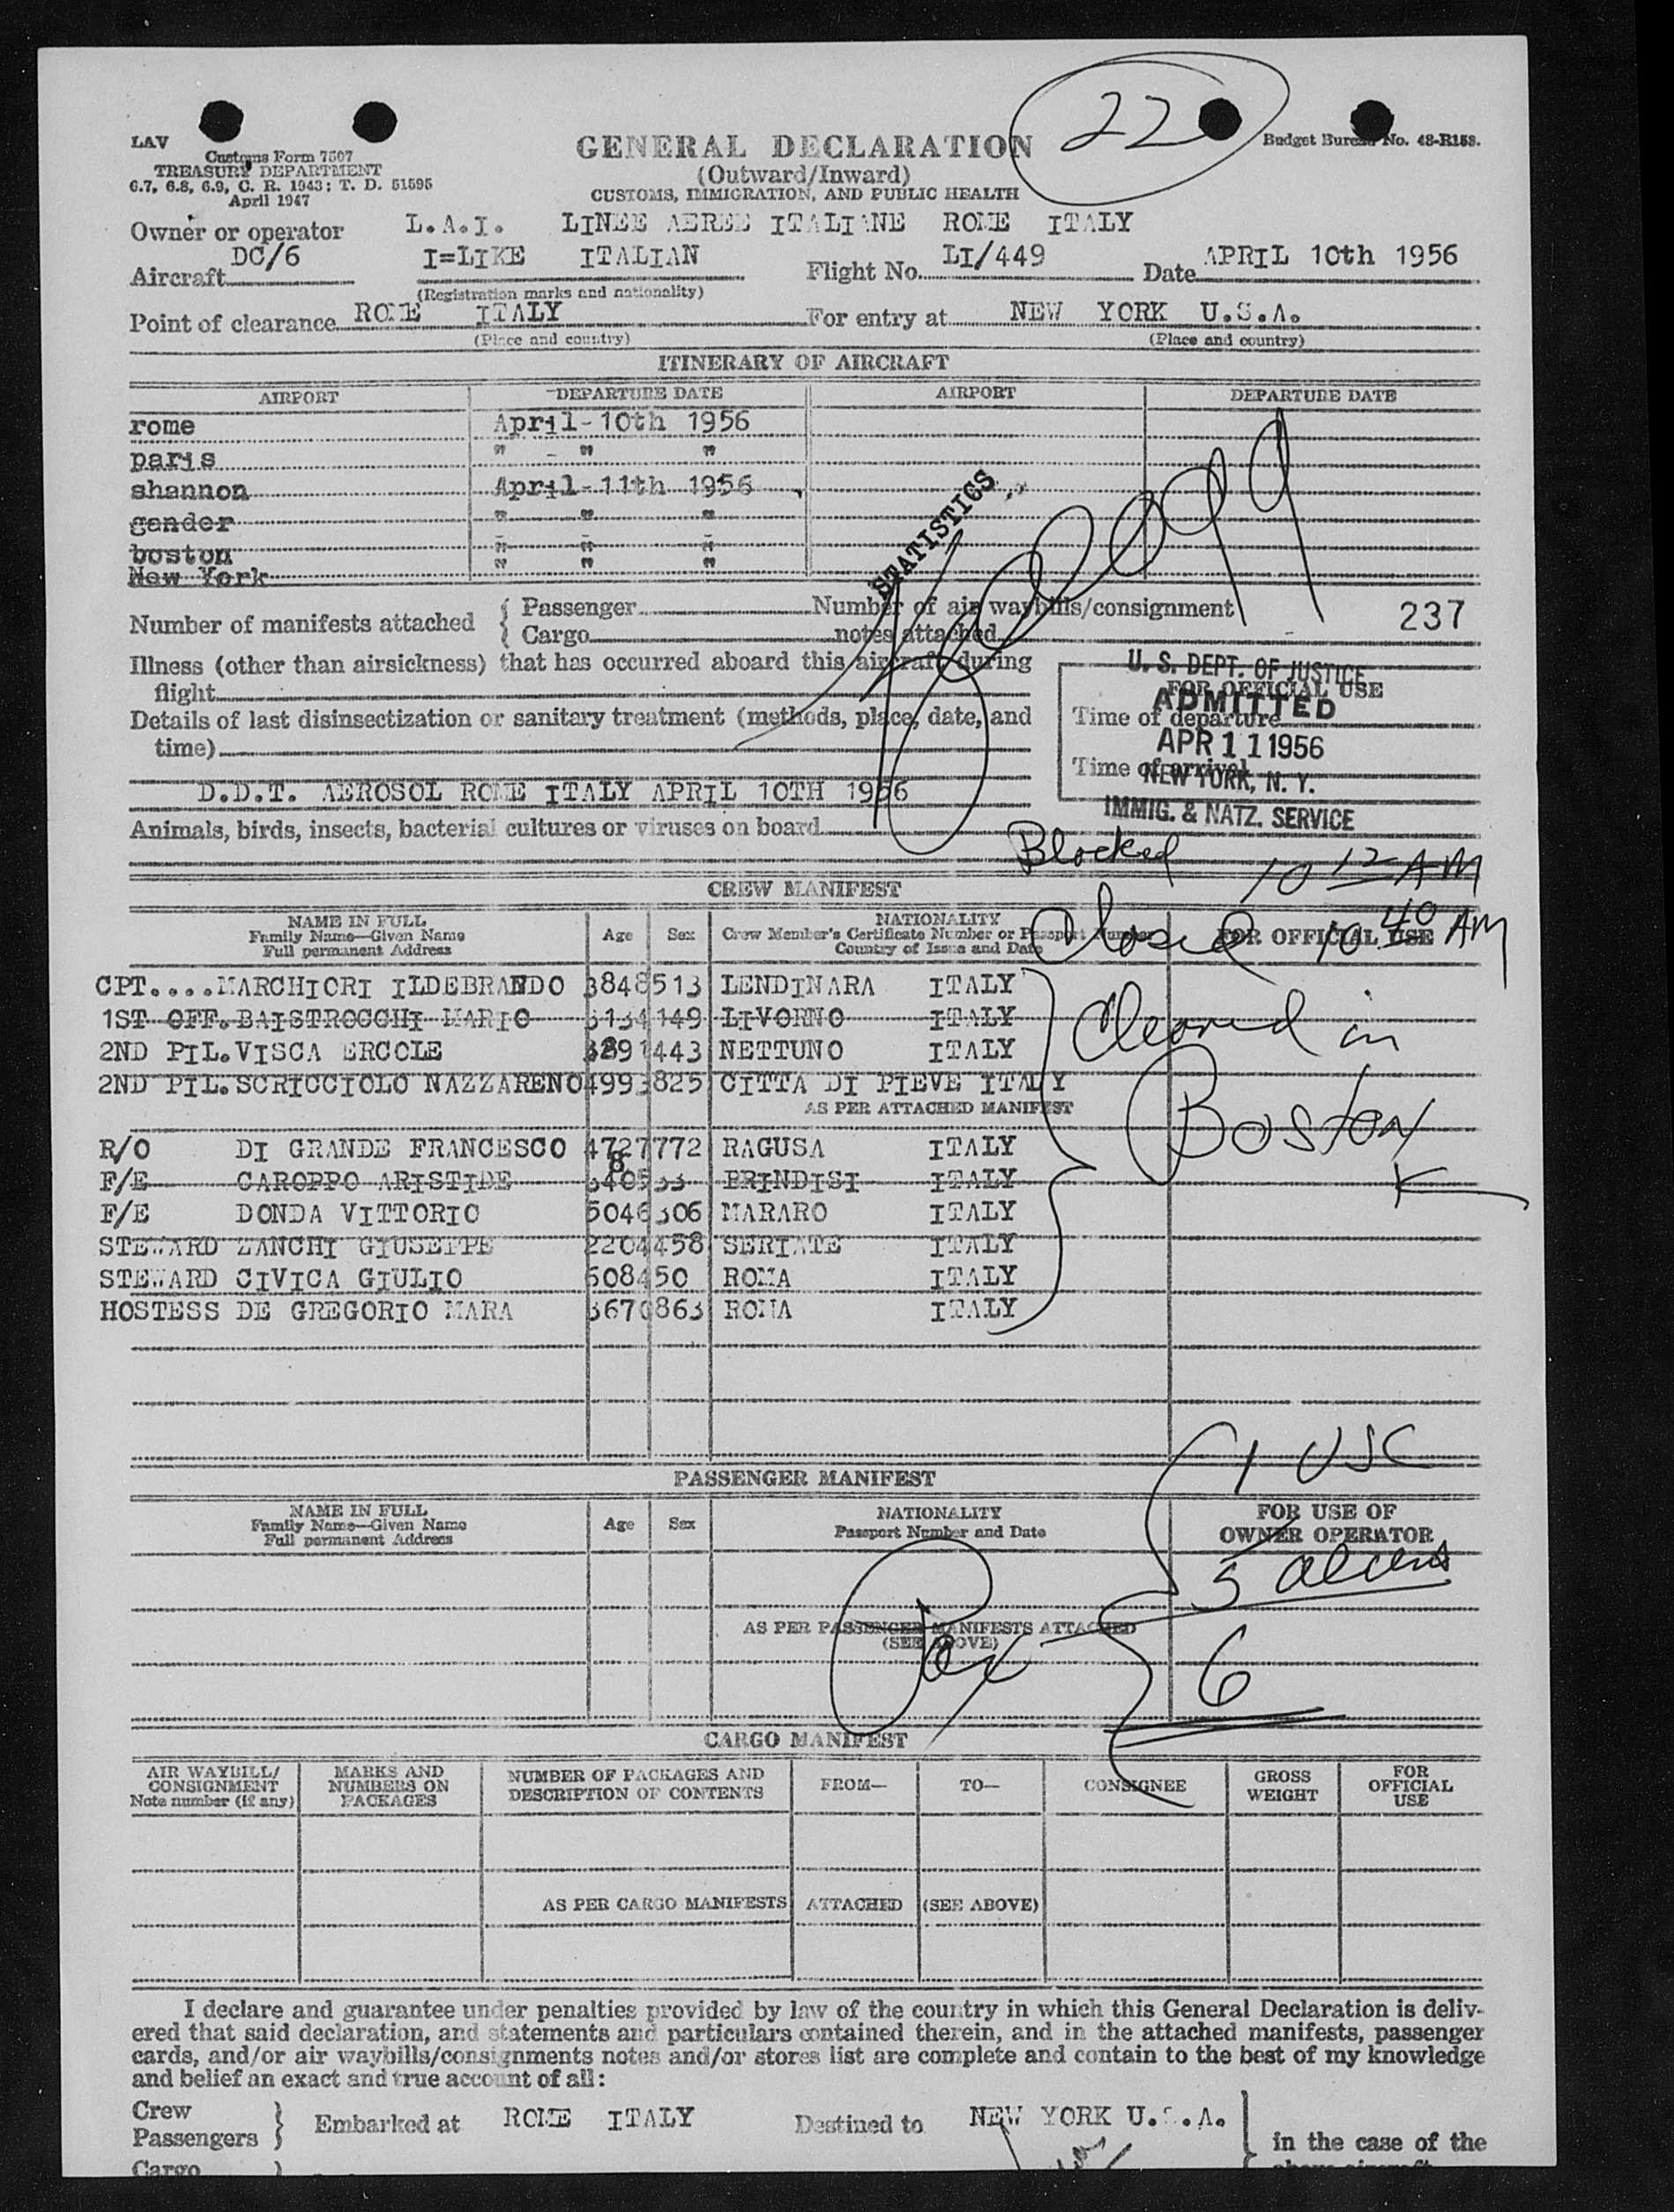 22
LAV
Customs Form 7507
TREASURY DEPARTMENT
6.7, 6.8, 6.9, C. R. 1943; T. D. 51595
April 1947
GENERAL DECLARATION
(Outward/Inward)
CUSTOMS, IMMIGRATION, AND PUBLIC HEALTH
Budget Bureau No. 48-R158.
Owner or operator L.A.I. LINEE AEREE ITALIANE ROME ITALY
Aircraft DC/6 I=LIKE ITALIAN Flight No. LI/449 Date APRIL 10th 1956
(Registration marks and nationality)
Point of clearance ROME ITALY For entry at NEW YORK U.S.A.
(Place and country) (Place and country)
ITINERARY OF AIRCRAFT
AIRPORT DEPARTURE DATE AIRPORT DEPARTURE DATE
rome April-10th 1956
paris " - " "
shannon April-11th 1956
gander " - " "
boston " - " "
New York " " "
STATISTICS
Number of manifests attached { Passenger Number of air waybills/consignment 237
Cargo notes attached
Illness (other than airsickness) that has occurred aboard this aircraft during
flight
Details of last disinsectization or sanitary treatment (methods, place, date, and
time)
D.D.T. AEROSOL ROME ITALY APRIL 10TH 1956
Animals, birds, insects, bacterial cultures or viruses on board
FOR OFFICIAL USE
Time of departure
Time of arrival
U. S. DEPT. OF JUSTICE
ADMITTED
APR 11 1956
NEW YORK, N. Y.
IMMIG. & NATZ. SERVICE
Blocked 10 12 AM
Closed 10 40 AM
CREW MANIFEST
NAME IN FULL
Family Name—Given Name
Full permanent Address
Age Sex
NATIONALITY
Crew Member's Certificate Number or Passport Number
Country of Issue and Date
FOR OFFICIAL USE
CPT....MARCHIORI ILDEBRANDO 3848513 LENDINARA ITALY
1ST OFF. BAISTROCCHI MARIO 3134149 LIVORNO ITALY
2ND PIL. VISCA ERCOLE 1443 NETTUNO ITALY
2ND PIL. SCRICCIOLO NAZZARENO 4993825 CITTA DI PIEVE ITALY
AS PER ATTACHED MANIFEST
R/O DI GRANDE FRANCESCO 4727772 RAGUSA ITALY
F/E CAROPPO ARISTIDE BRINDISI ITALY
F/E DONDA VITTORIO 5046306 MARARO ITALY
STEWARD ZANCHI GIUSEPPE 2204458 SERIATE ITALY
STEWARD CIVICA GIULIO 608450 ROMA ITALY
HOSTESS DE GREGORIO MARA 3670863 ROMA ITALY
Cleared in
Boston
PASSENGER MANIFEST
NAME IN FULL
Family Name—Given Name
Full permanent Address
Age Sex
NATIONALITY
Passport Number and Date
FOR USE OF
OWNER OPERATOR
1 USC
5 aliens
6
Pax
AS PER PASSENGER MANIFESTS ATTACHED
(SEE ABOVE)
CARGO MANIFEST
AIR WAYBILL/
CONSIGNMENT
Note number (if any)
MARKS AND
NUMBERS ON
PACKAGES
NUMBER OF PACKAGES AND
DESCRIPTION OF CONTENTS
FROM—
TO—
CONSIGNEE
GROSS
WEIGHT
FOR
OFFICIAL
USE
AS PER CARGO MANIFESTS ATTACHED (SEE ABOVE)
I declare and guarantee under penalties provided by law of the country in which this General Declaration is deliv-
ered that said declaration, and statements and particulars contained therein, and in the attached manifests, passenger
cards, and/or air waybills/consignments notes and/or stores list are complete and contain to the best of my knowledge
and belief an exact and true account of all:
Crew
Passengers } Embarked at ROME ITALY Destined to NEW YORK U.S.A. in the case of the
Cargo